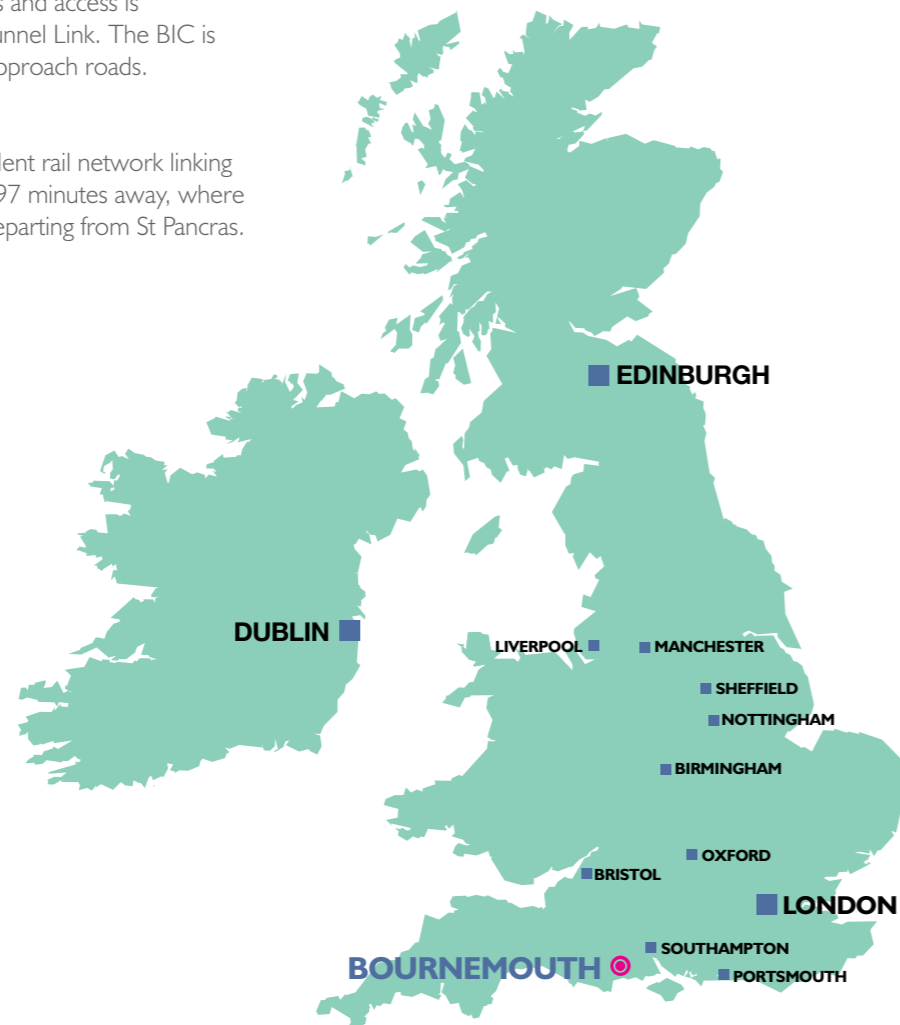 s and access is
unnel Link. The BIC is
pproach roads.
lent rail network linking
97 minutes away, where
eparting from St Pancras.
EDINBURGH
DUBLIN
LIVERPOOL
MANCHESTER
SHEFFIELD
NOTTINGHAM
BIRMINGHAM
OXFORD
BRISTOL
LONDON
SOUTHAMPTON
BOURNEMOUTH
PORTSMOUTH